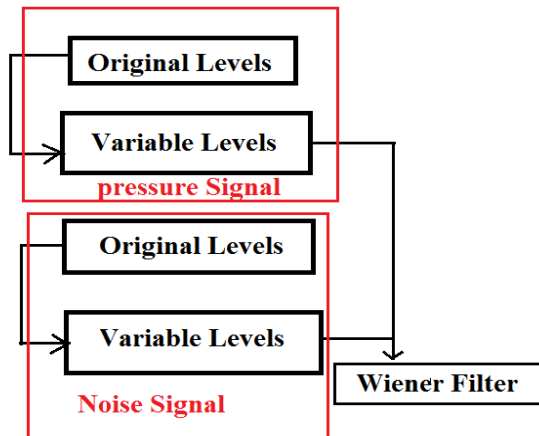 Original Levels
Variable Levels
pressure Signal
Original Levels
Variable Levels
Wiener Filter
Noise Signal